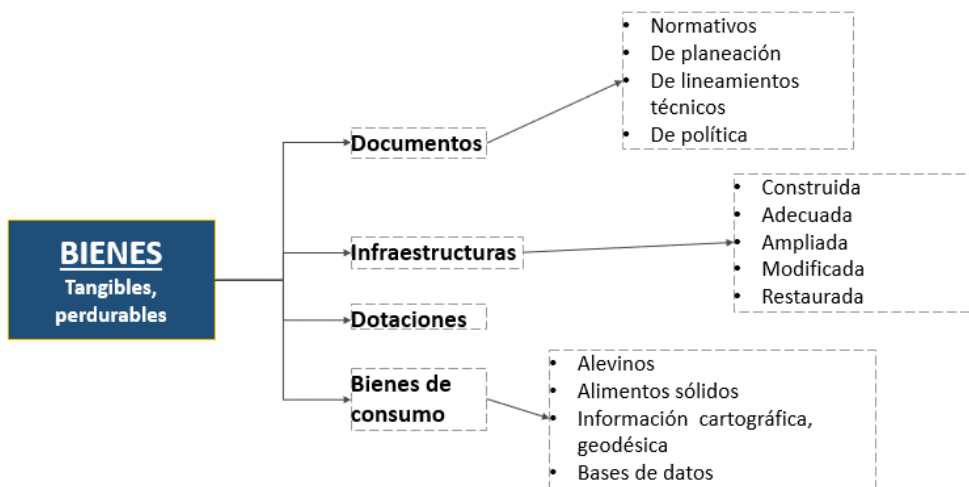 BIENES
Tangibles,
perdurables
Documentos
• Normativos
• De planeación
• De lineamientos
técnicos
• De política
Infraestructuras
• Construida
• Adecuada
• Ampliada
• Modificada
• Restaurada
Dotaciones
Bienes de
consumo
• Alevinos
• Alimentos sólidos
• Información cartográfica,
geodésica
• Bases de datos